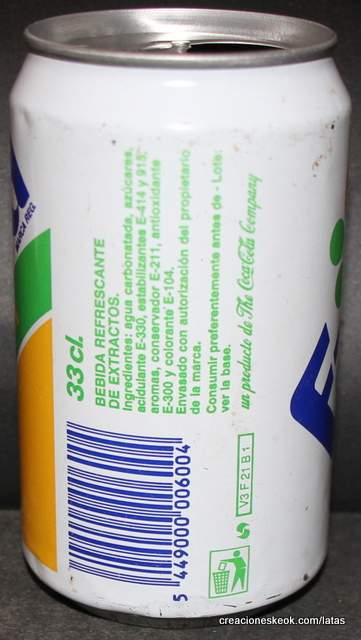 33 cl.
BEBIDA REFRESCANTE
DE EXTRACTOS.
Ingredientes: agua carbonatada, azúcares,
acidulante E-330, estabilizantes E-414 y 915,
aromas, conservador E-211, antioxidante
E-300 y colorante E-104.
Envasado con autorización del propietario
de la marca.
Consumir preferentemente antes de - Lote:
ver la base.
un producto de The Coca-Cola Company
5 449000 006004
V3 F 21 B 1
MARCA REG.
creacioneskeok.com/latas